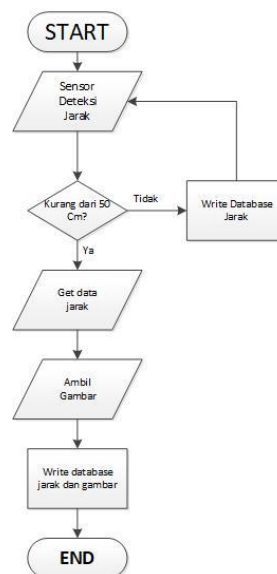 START
Sensor
Deteksi
Jarak
Kurang dari 50
Cm?
Tidak
Write Database
Jarak
Ya
Get data
jarak
Ambil
Gambar
Write database
jarak dan gambar
END